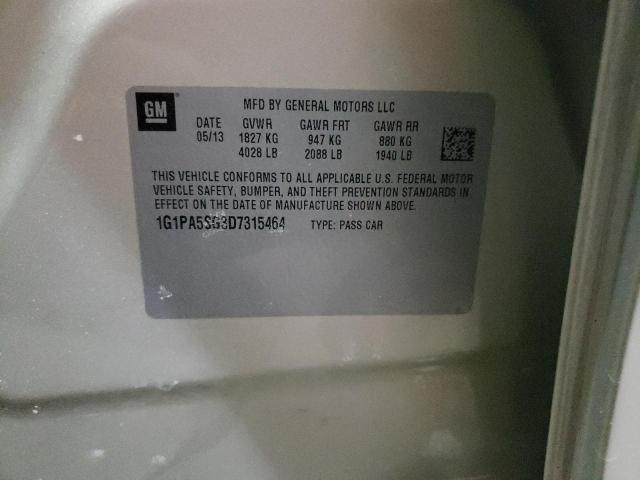 GM
MFD BY GENERAL MOTORS LLC
DATE GVWR GAWR FRT GAWR RR
05/13 1827 KG 947 KG 880 KG
4028 LB 2088 LB 1940 LB
THIS VEHICLE CONFORMS TO ALL APPLICABLE U.S. FEDERAL MOTOR
VEHICLE SAFETY, BUMPER, AND THEFT PREVENTION STANDARDS IN
EFFECT ON THE DATE OF MANUFACTURE SHOWN ABOVE.
1G1PA5SG3D7315464 TYPE: PASS CAR